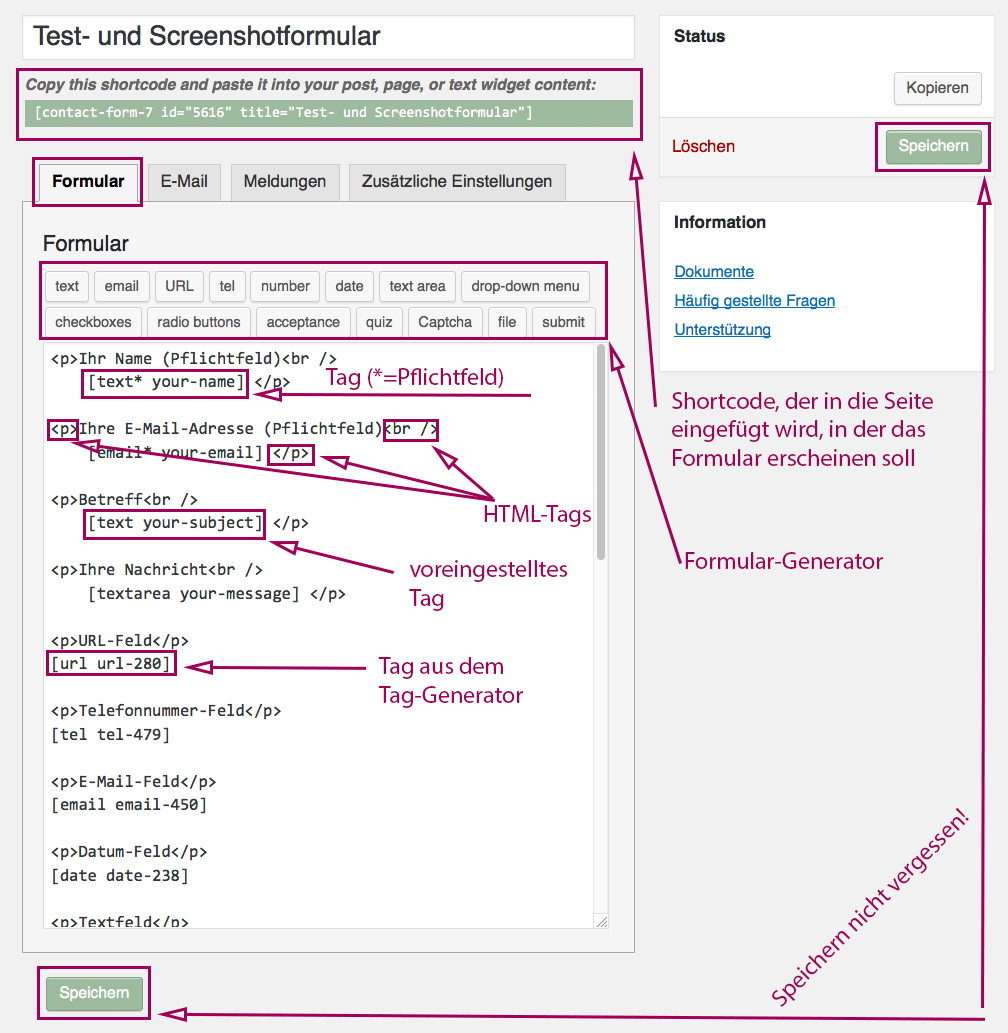 Test- und Screenshotformular
Copy this shortcode and paste it into your post, page, or text widget content:
[contact-form-7 id="5616" title="Test- und Screenshotformular"]
Formular
E-Mail
Meldungen
Zusätzliche Einstellungen
Formular
text
email
URL
tel
number
date
text area
drop-down menu
checkboxes
radio buttons
acceptance
quiz
Captcha
file
submit
<p>Ihr Name (Pflichtfeld)<br />
[text* your-name] </p>
Tag (*=Pflichtfeld)
<p>Ihre E-Mail-Adresse (Pflichtfeld)<br />
[email* your-email] </p>
HTML-Tags
<p>Betreff<br />
[text your-subject] </p>
voreingestelltes
Tag
<p>Ihre Nachricht<br />
[textarea your-message] </p>
<p>URL-Feld</p>
[url url-280]
Tag aus dem
Tag-Generator
<p>Telefonnummer-Feld</p>
[tel tel-479]
<p>E-Mail-Feld</p>
[email email-450]
<p>Datum-Feld</p>
[date date-238]
<p>Textfeld</p>
Speichern
Status
Kopieren
Löschen
Speichern
Information
Dokumente
Häufig gestellte Fragen
Unterstützung
Shortcode, der in die Seite
eingefügt wird, in der das
Formular erscheinen soll
Formular-Generator
Speichern nicht vergessen!